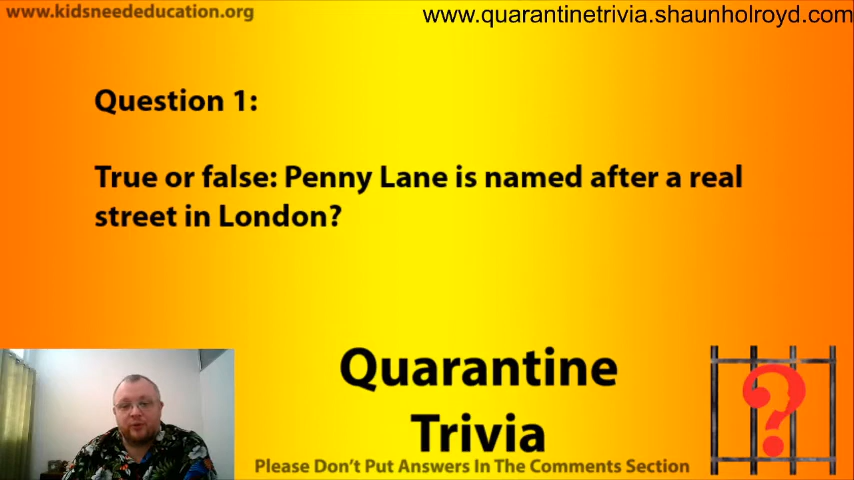 www.kidsneededucation.org
www.quarantinetrivia.shaunholroyd.com
Question 1:
True or false: Penny Lane is named after a real
street in London?
Quarantine
Trivia
Please Don't Put Answers In The Comments Section